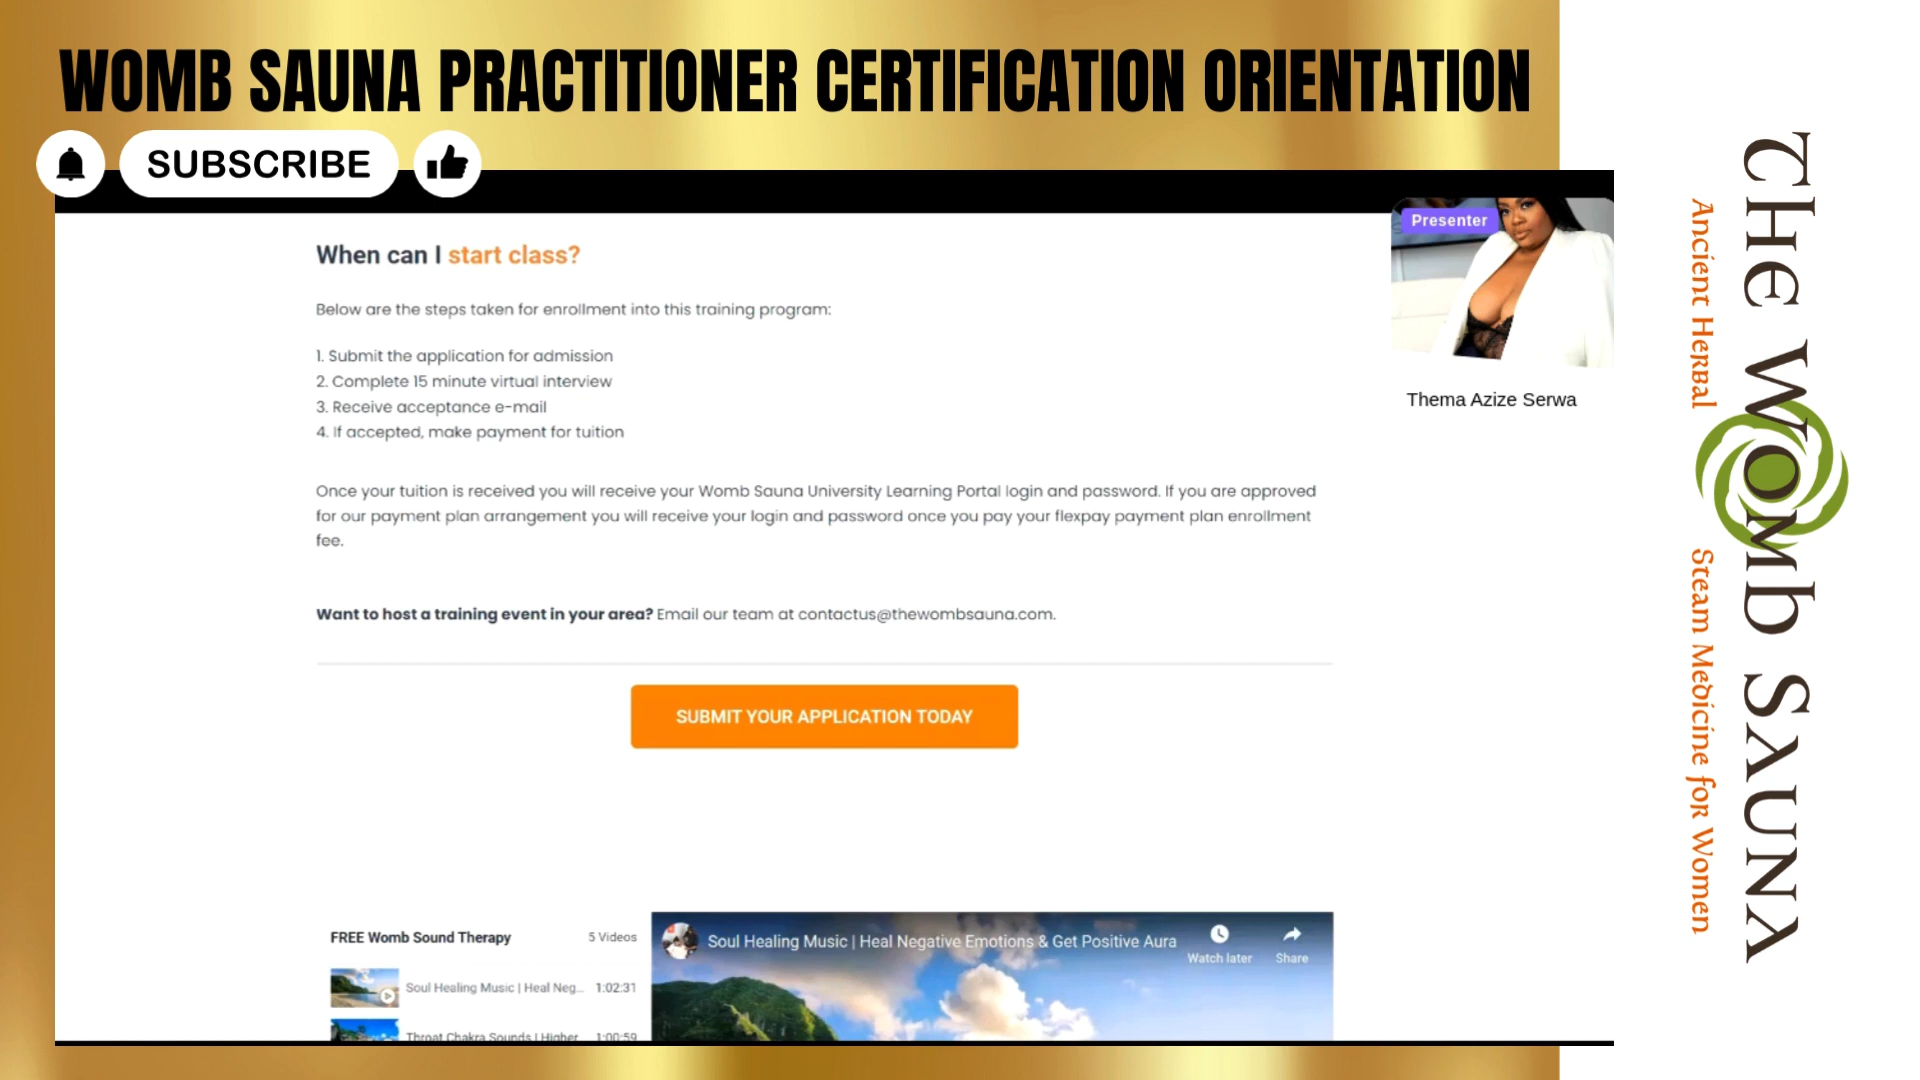 WOMB SAUNA PRACTITIONER CERTIFICATION ORIENTATION
SUBSCRIBE
Presenter
Thema Azize Serwa
When can I start class?
Below are the steps taken for enrollment into this training program:
1. Submit the application for admission
2. Complete 15 minute virtual interview
3. Receive acceptance e-mail
4. If accepted, make payment for tuition
Once your tuition is received you will receive your Womb Sauna University Learning Portal login and password. If you are approved
for our payment plan arrangement you will receive your login and password once you pay your flexpay payment plan enrollment
fee.
Want to host a training event in your area? Email our team at contactus@thewombsauna.com.
SUBMIT YOUR APPLICATION TODAY
FREE Womb Sound Therapy 5 Videos
Soul Healing Music | Heal Neg... 1:02:31
Throat Chakra Sounds | Higher 1:00:59
Soul Healing Music | Heal Negative Emotions & Get Positive Aura
Watch later
Share
THE WOMB SAUNA
Ancient Herbal Steam Medicine for Women